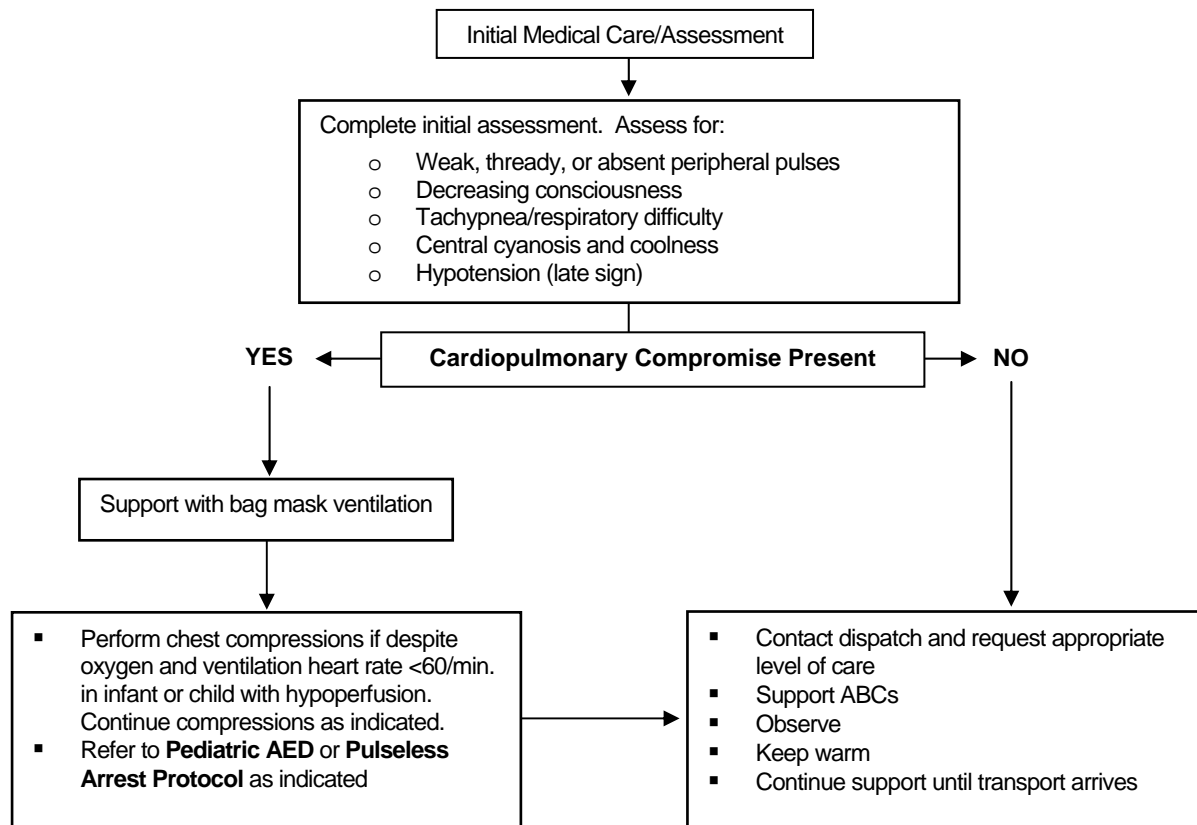 Initial Medical Care/Assessment
Complete initial assessment. Assess for:
o Weak, thready, or absent peripheral pulses
o Decreasing consciousness
o Tachypnea/respiratory difficulty
o Central cyanosis and coolness
o Hypotension (late sign)
YES
Cardiopulmonary Compromise Present
NO
Support with bag mask ventilation
▪ Perform chest compressions if despite
oxygen and ventilation heart rate <60/min.
in infant or child with hypoperfusion.
Continue compressions as indicated.
▪ Refer to Pediatric AED or Pulseless
Arrest Protocol as indicated
▪ Contact dispatch and request appropriate
level of care
▪ Support ABCs
▪ Observe
▪ Keep warm
▪ Continue support until transport arrives